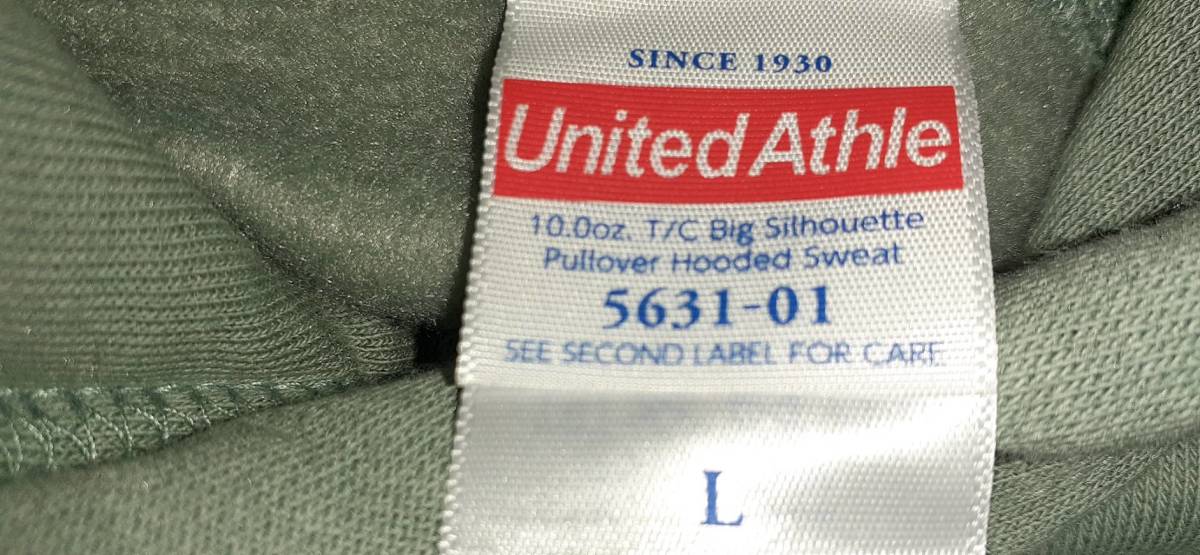 SINCE 1930
United Athle
10.0oz. T/C Big Silhouette
Pullover Hooded Sweat
5631-01
SEE SECOND LABEL FOR CARE
L